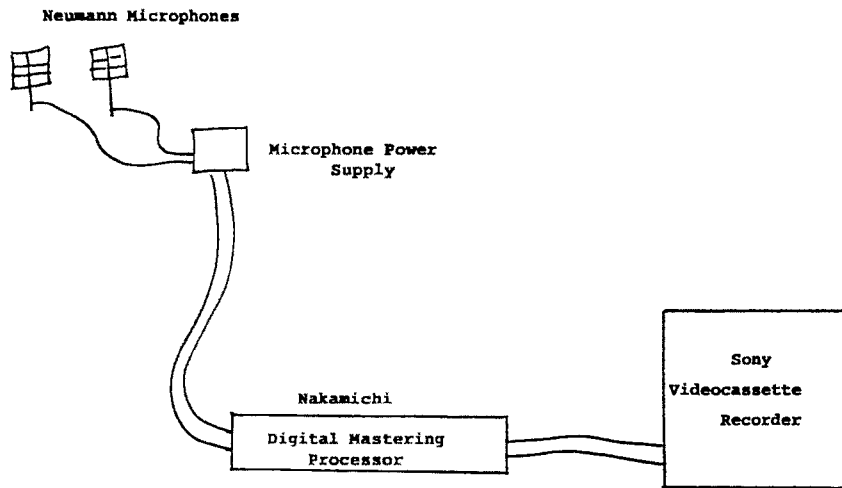 Neumann Microphones
Microphone Power
Supply
Sony
Videocassette
Recorder
Nakamichi
Digital Mastering
Processor